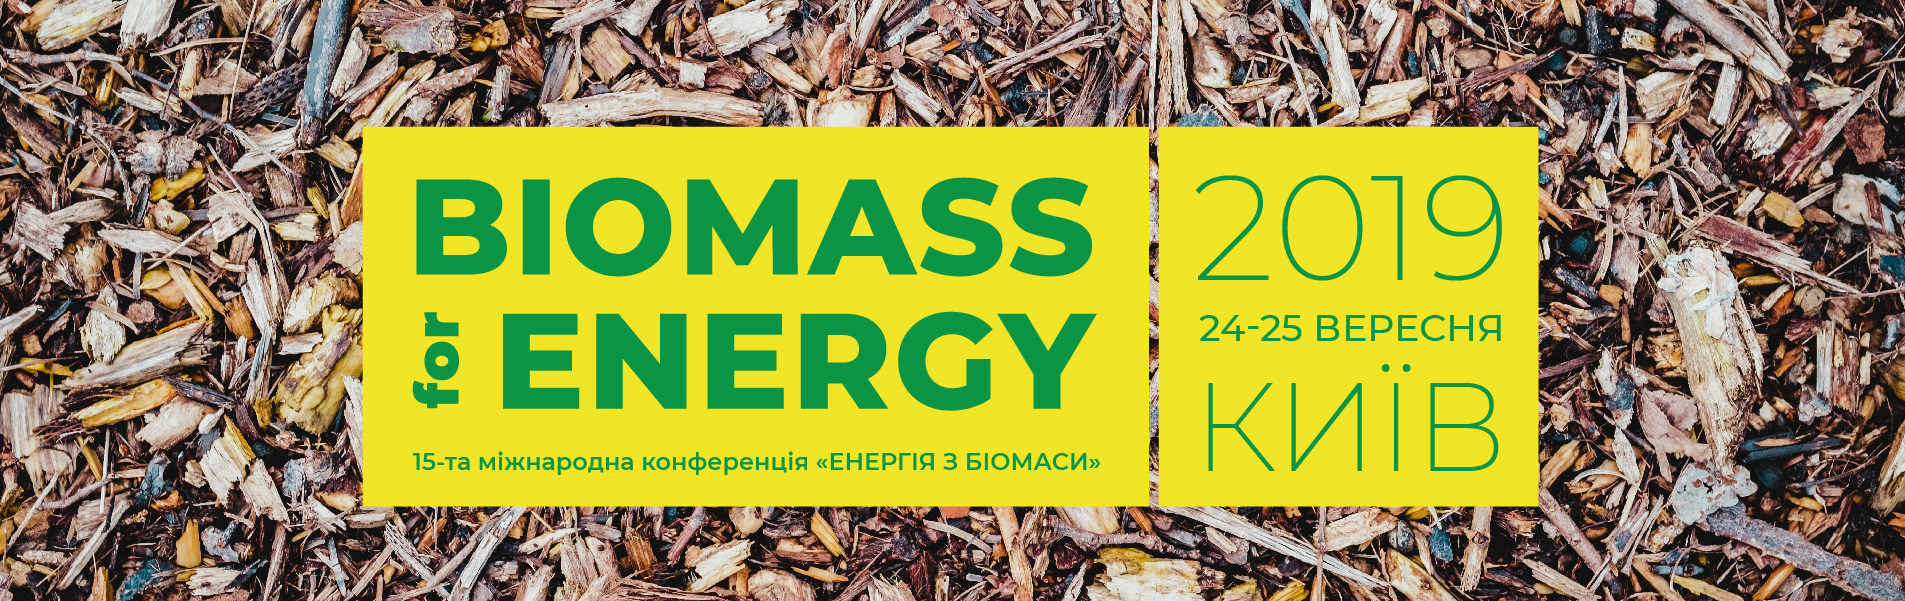 BIOMASS
for ENERGY
15-та міжнародна конференція «ЕНЕРГІЯ З БІОМАСИ»
2019
24-25 ВЕРЕСНЯ
КИЇВ